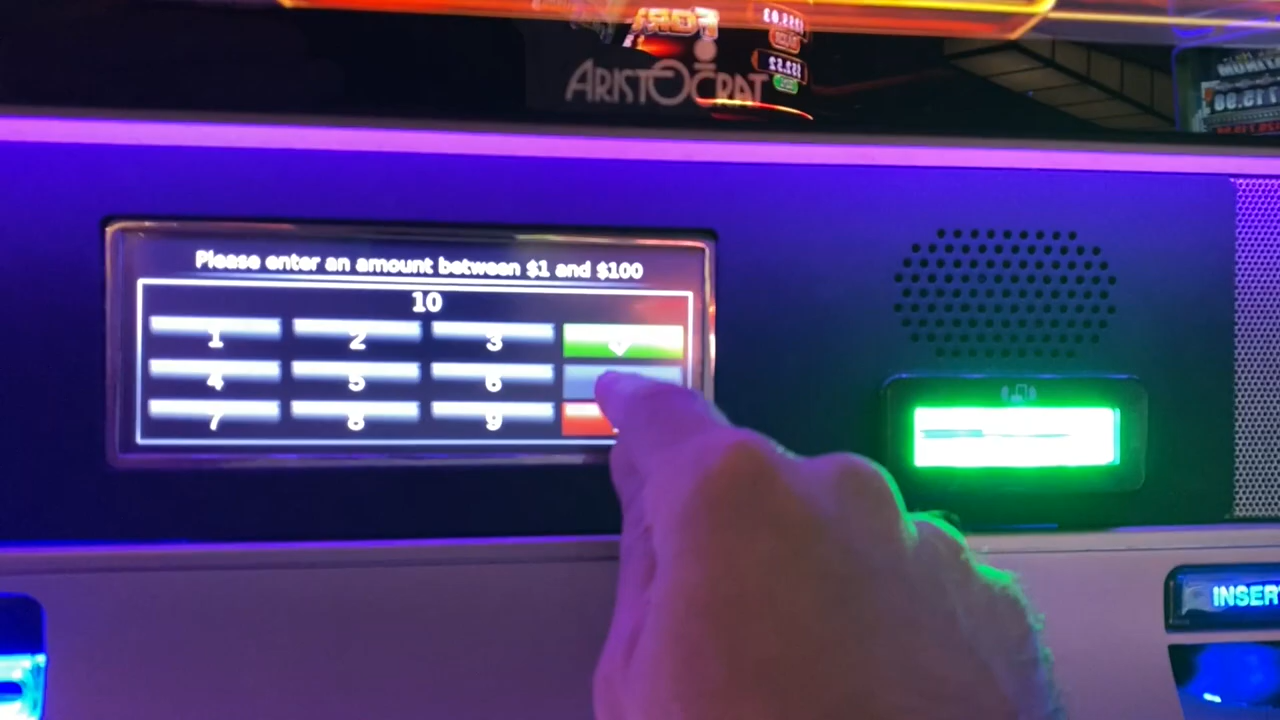 ARISTOCRAT
Please enter an amount between $1 and $100
10
1 2 3
4 5 6
7 8 9
INSER